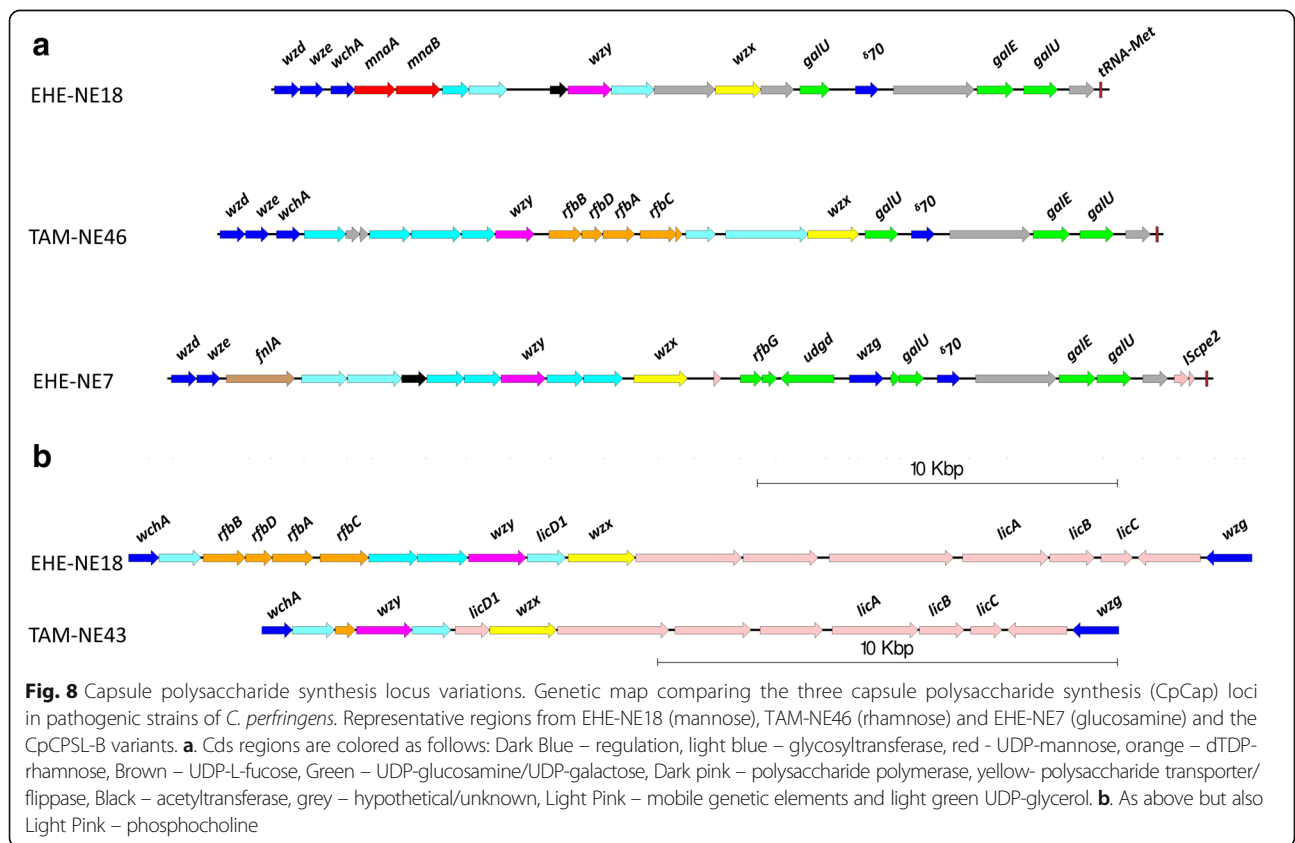 a
wzd wze wchA mnaA mnaB wzy wzx galU δ70 galE galU tRNA-Met
EHE-NE18
wzd wze wchA wzy rfbB rfbD rfbA rfbC wzx galU δ70 galE galU
TAM-NE46
wzd wze fnlA wzy wzx rfbG udgd wzg galU δ70 galE galU IScpe2
EHE-NE7
b
10 Kbp
wchA rfbB rfbD rfbA rfbC wzy licD1 wzx licA licB licC wzg
EHE-NE18
wchA wzy licD1 wzx licA licB licC wzg
TAM-NE43
10 Kbp
Fig. 8 Capsule polysaccharide synthesis locus variations. Genetic map comparing the three capsule polysaccharide synthesis (CpCap) loci
in pathogenic strains of C. perfringens. Representative regions from EHE-NE18 (mannose), TAM-NE46 (rhamnose) and EHE-NE7 (glucosamine) and the
CpCPSL-B variants. a. Cds regions are colored as follows: Dark Blue – regulation, light blue – glycosyltransferase, red - UDP-mannose, orange – dTDP-
rhamnose, Brown – UDP-L-fucose, Green – UDP-glucosamine/UDP-galactose, Dark pink – polysaccharide polymerase, yellow- polysaccharide transporter/
flippase, Black – acetyltransferase, grey – hypothetical/unknown, Light Pink – mobile genetic elements and light green UDP-glycerol. b. As above but also
Light Pink – phosphocholine